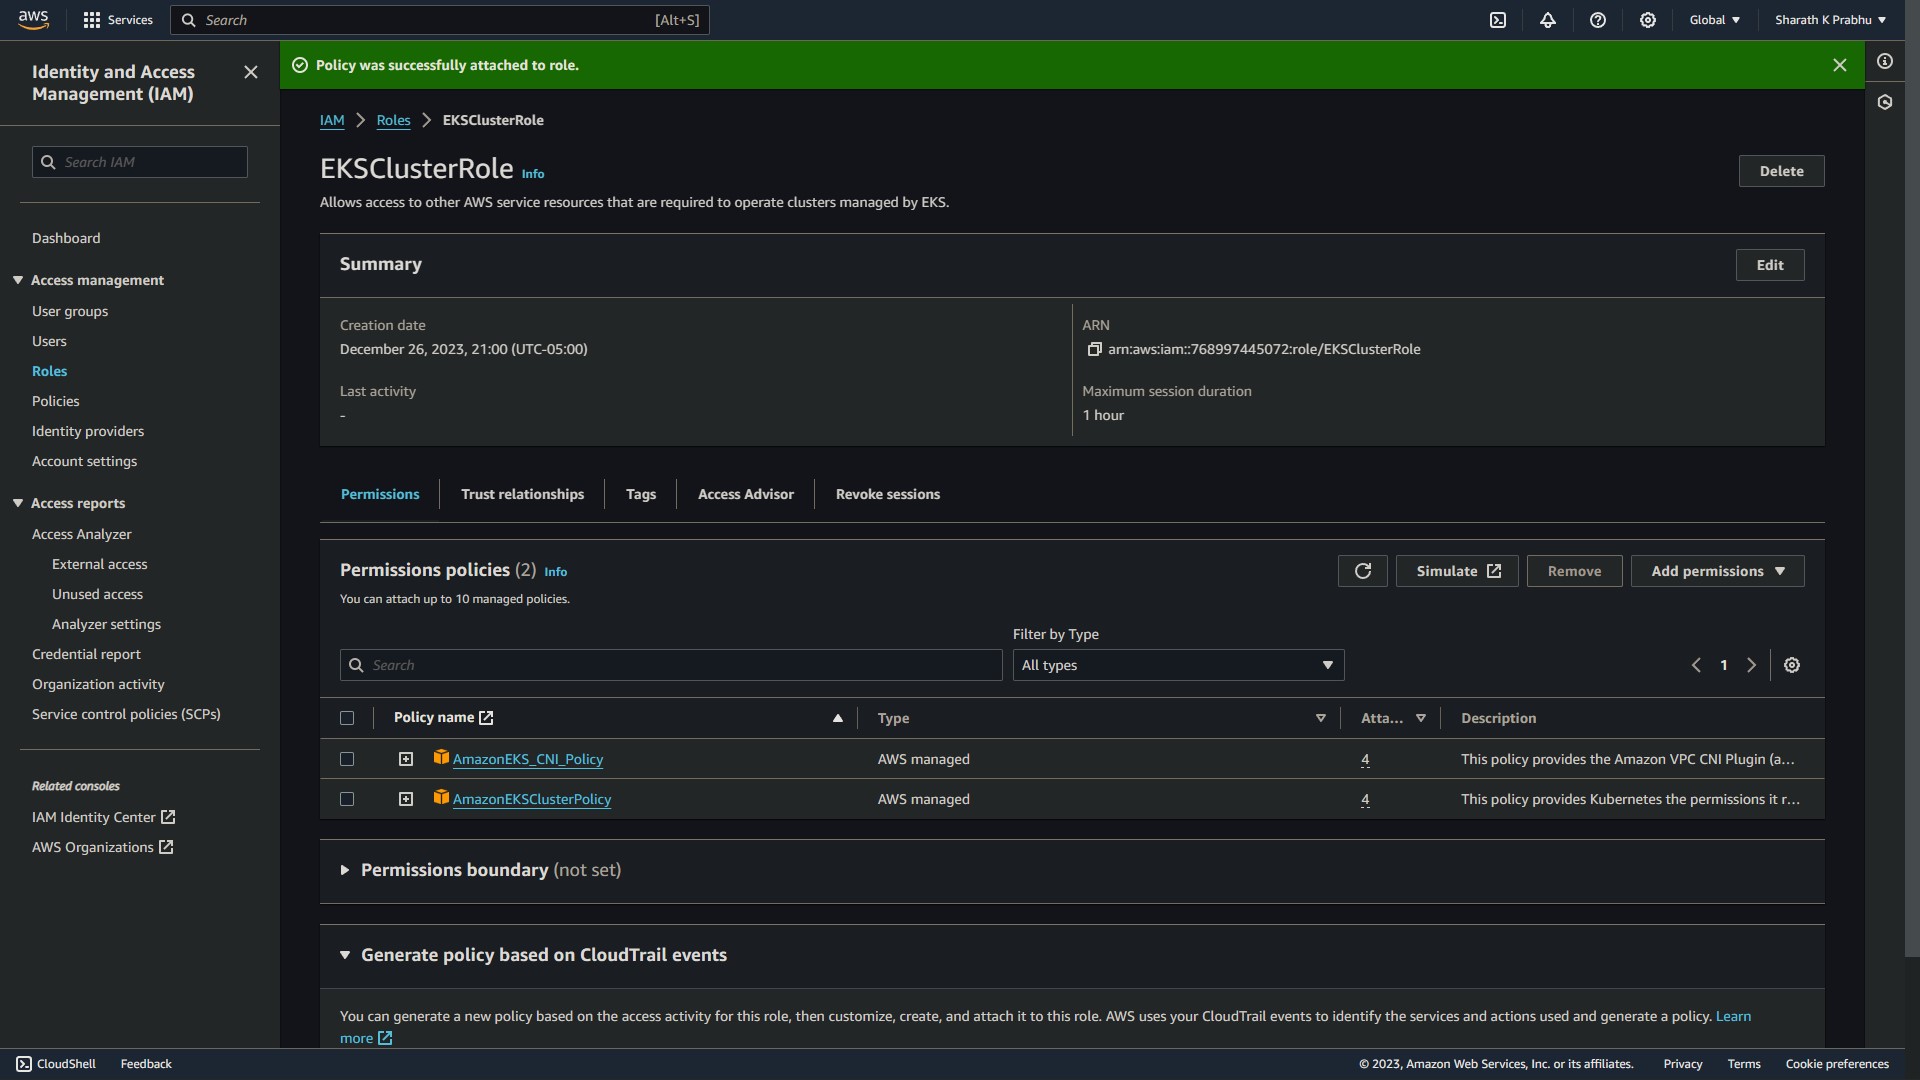 aws
Services
Search [Alt+S]
Global
Sharath K Prabhu
Identity and Access
Management (IAM)
Search IAM
Dashboard
Access management
User groups
Users
Roles
Policies
Identity providers
Account settings
Access reports
Access Analyzer
External access
Unused access
Analyzer settings
Credential report
Organization activity
Service control policies (SCPs)
Related consoles
IAM Identity Center
AWS Organizations
Policy was successfully attached to role.
IAM > Roles > EKSClusterRole
EKSClusterRole Info
Delete
Allows access to other AWS service resources that are required to operate clusters managed by EKS.
Summary
Edit
Creation date
December 26, 2023, 21:00 (UTC-05:00)
Last activity
-
ARN
arn:aws:iam::768997445072:role/EKSClusterRole
Maximum session duration
1 hour
Permissions
Trust relationships
Tags
Access Advisor
Revoke sessions
Permissions policies (2) Info
You can attach up to 10 managed policies.
Simulate
Remove
Add permissions
Filter by Type
Search
All types
1
Policy name Type Atta... Description
AmazonEKS_CNI_Policy AWS managed 4 This policy provides the Amazon VPC CNI Plugin (a...
AmazonEKSClusterPolicy AWS managed 4 This policy provides Kubernetes the permissions it r...
Permissions boundary (not set)
Generate policy based on CloudTrail events
You can generate a new policy based on the access activity for this role, then customize, create, and attach it to this role. AWS uses your CloudTrail events to identify the services and actions used and generate a policy. Learn
more
CloudShell
Feedback
© 2023, Amazon Web Services, Inc. or its affiliates.
Privacy
Terms
Cookie preferences